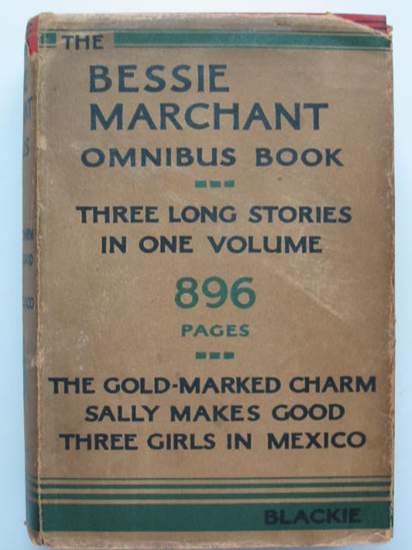 THE
BESSIE
MARCHANT
OMNIBUS BOOK
THREE LONG STORIES
IN ONE VOLUME
896
PAGES
THE GOLD-MARKED CHARM
SALLY MAKES GOOD
THREE GIRLS IN MEXICO
BLACKIE